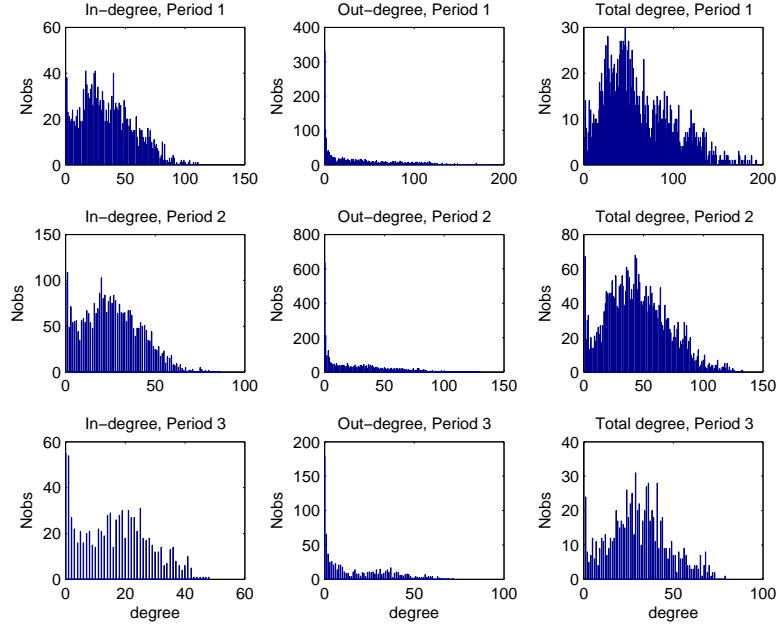 In-degree, Period 1
Out-degree, Period 1
Total degree, Period 1
60
40
20
0
Nobs
0 50 100 150
400
300
200
100
0
Nobs
0 100 200
30
20
10
0
Nobs
0 100 200
In-degree, Period 2
Out-degree, Period 2
Total degree, Period 2
150
100
50
0
Nobs
0 50 100
800
600
400
200
0
Nobs
0 50 100 150
80
60
40
20
0
Nobs
0 50 100 150
In-degree, Period 3
Out-degree, Period 3
Total degree, Period 3
60
40
20
0
Nobs
0 20 40 60
degree
200
150
100
50
0
Nobs
0 50 100
degree
40
30
20
10
0
Nobs
0 50 100
degree